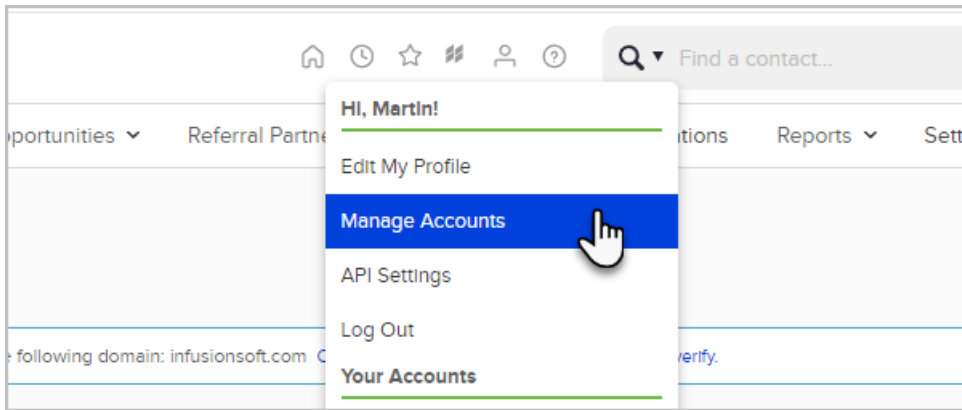 Find a contact...
Hi, Martin!
pportunities Referral Partne ations Reports Sett
Edit My Profile
Manage Accounts
API Settings
Log Out
following domain: infusionsoft.com C verify.
Your Accounts